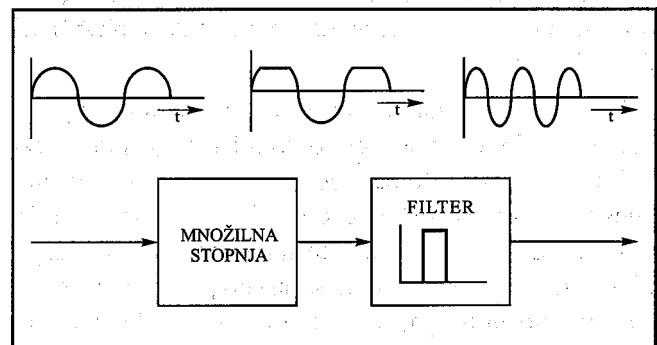 t
t
t
MNOŽILNA
STOPNJA
FILTER